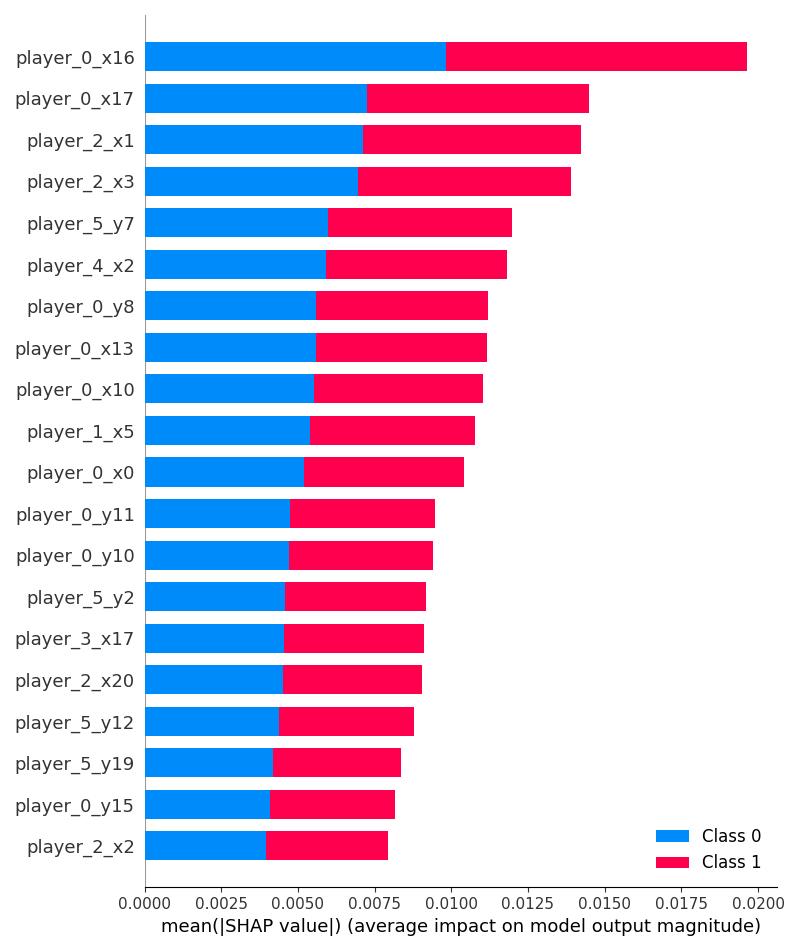 player_0_x16
player_0_x17
player_2_x1
player_2_x3
player_5_y7
player_4_x2
player_0_y8
player_0_x13
player_0_x10
player_1_x5
player_0_x0
player_0_y11
player_0_y10
player_5_y2
player_3_x17
player_2_x20
player_5_y12
player_5_y19
player_0_y15
player_2_x2
Class 0
Class 1
0.0000 0.0025 0.0050 0.0075 0.0100 0.0125 0.0150 0.0175 0.0200
mean(|SHAP value|) (average impact on model output magnitude)